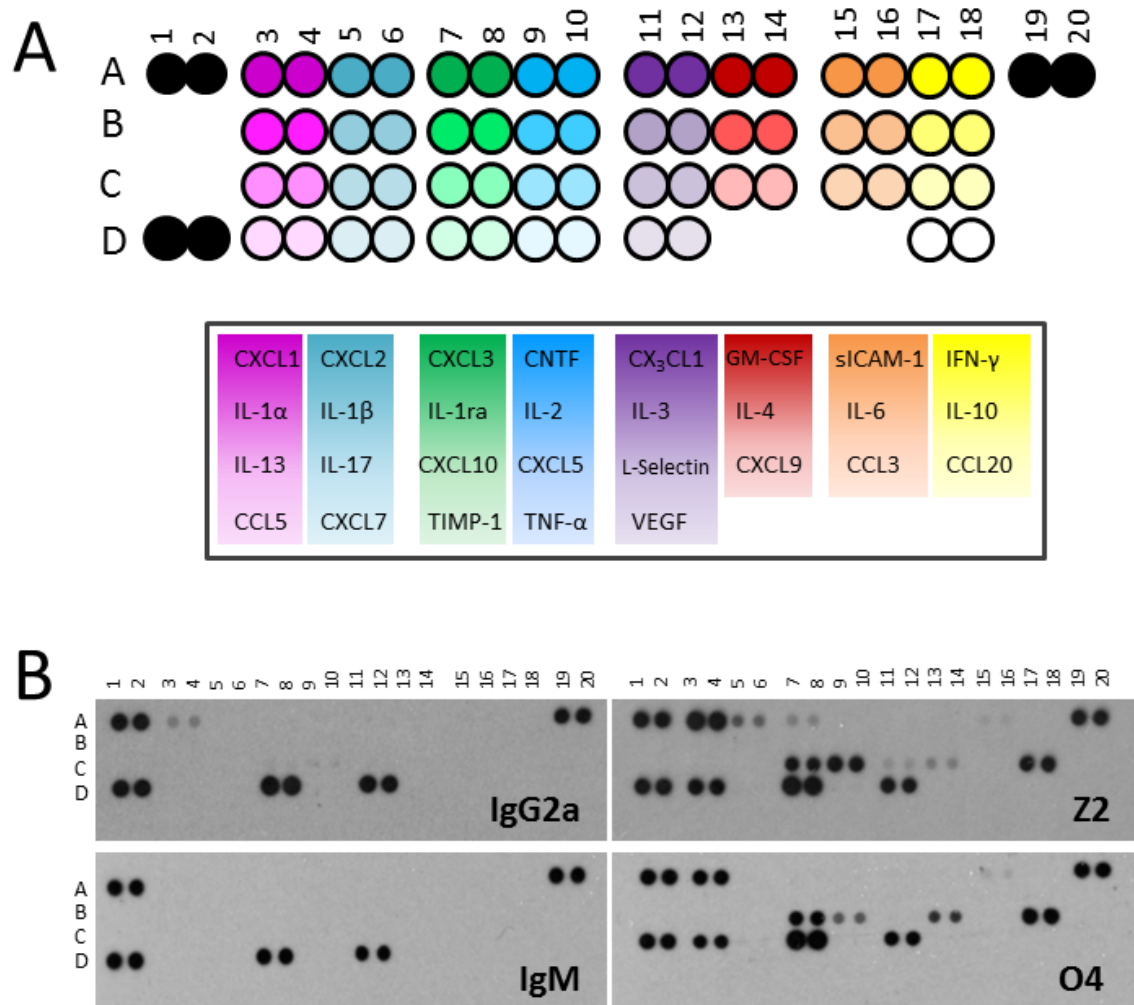 A
1 2 3 4 5 6 7 8 9 10 11 12 13 14 15 16 17 18 19 20
A
B
C
D
CXCL1 CXCL2 CXCL3 CNTF CX₃CL1 GM-CSF sICAM-1 IFN-γ
IL-1α IL-1β IL-1ra IL-2 IL-3 IL-4 IL-6 IL-10
IL-13 IL-17 CXCL10 CXCL5 L-Selectin CXCL9 CCL3 CCL20
CCL5 CXCL7 TIMP-1 TNF-α VEGF
B
1 2 3 4 5 6 7 8 9 10 11 12 13 14 15 16 17 18 19 20 1 2 3 4 5 6 7 8 9 10 11 12 13 14 15 16 17 18 19 20
A
B
C
D
IgG2a Z2
A
B
C
D
IgM O4